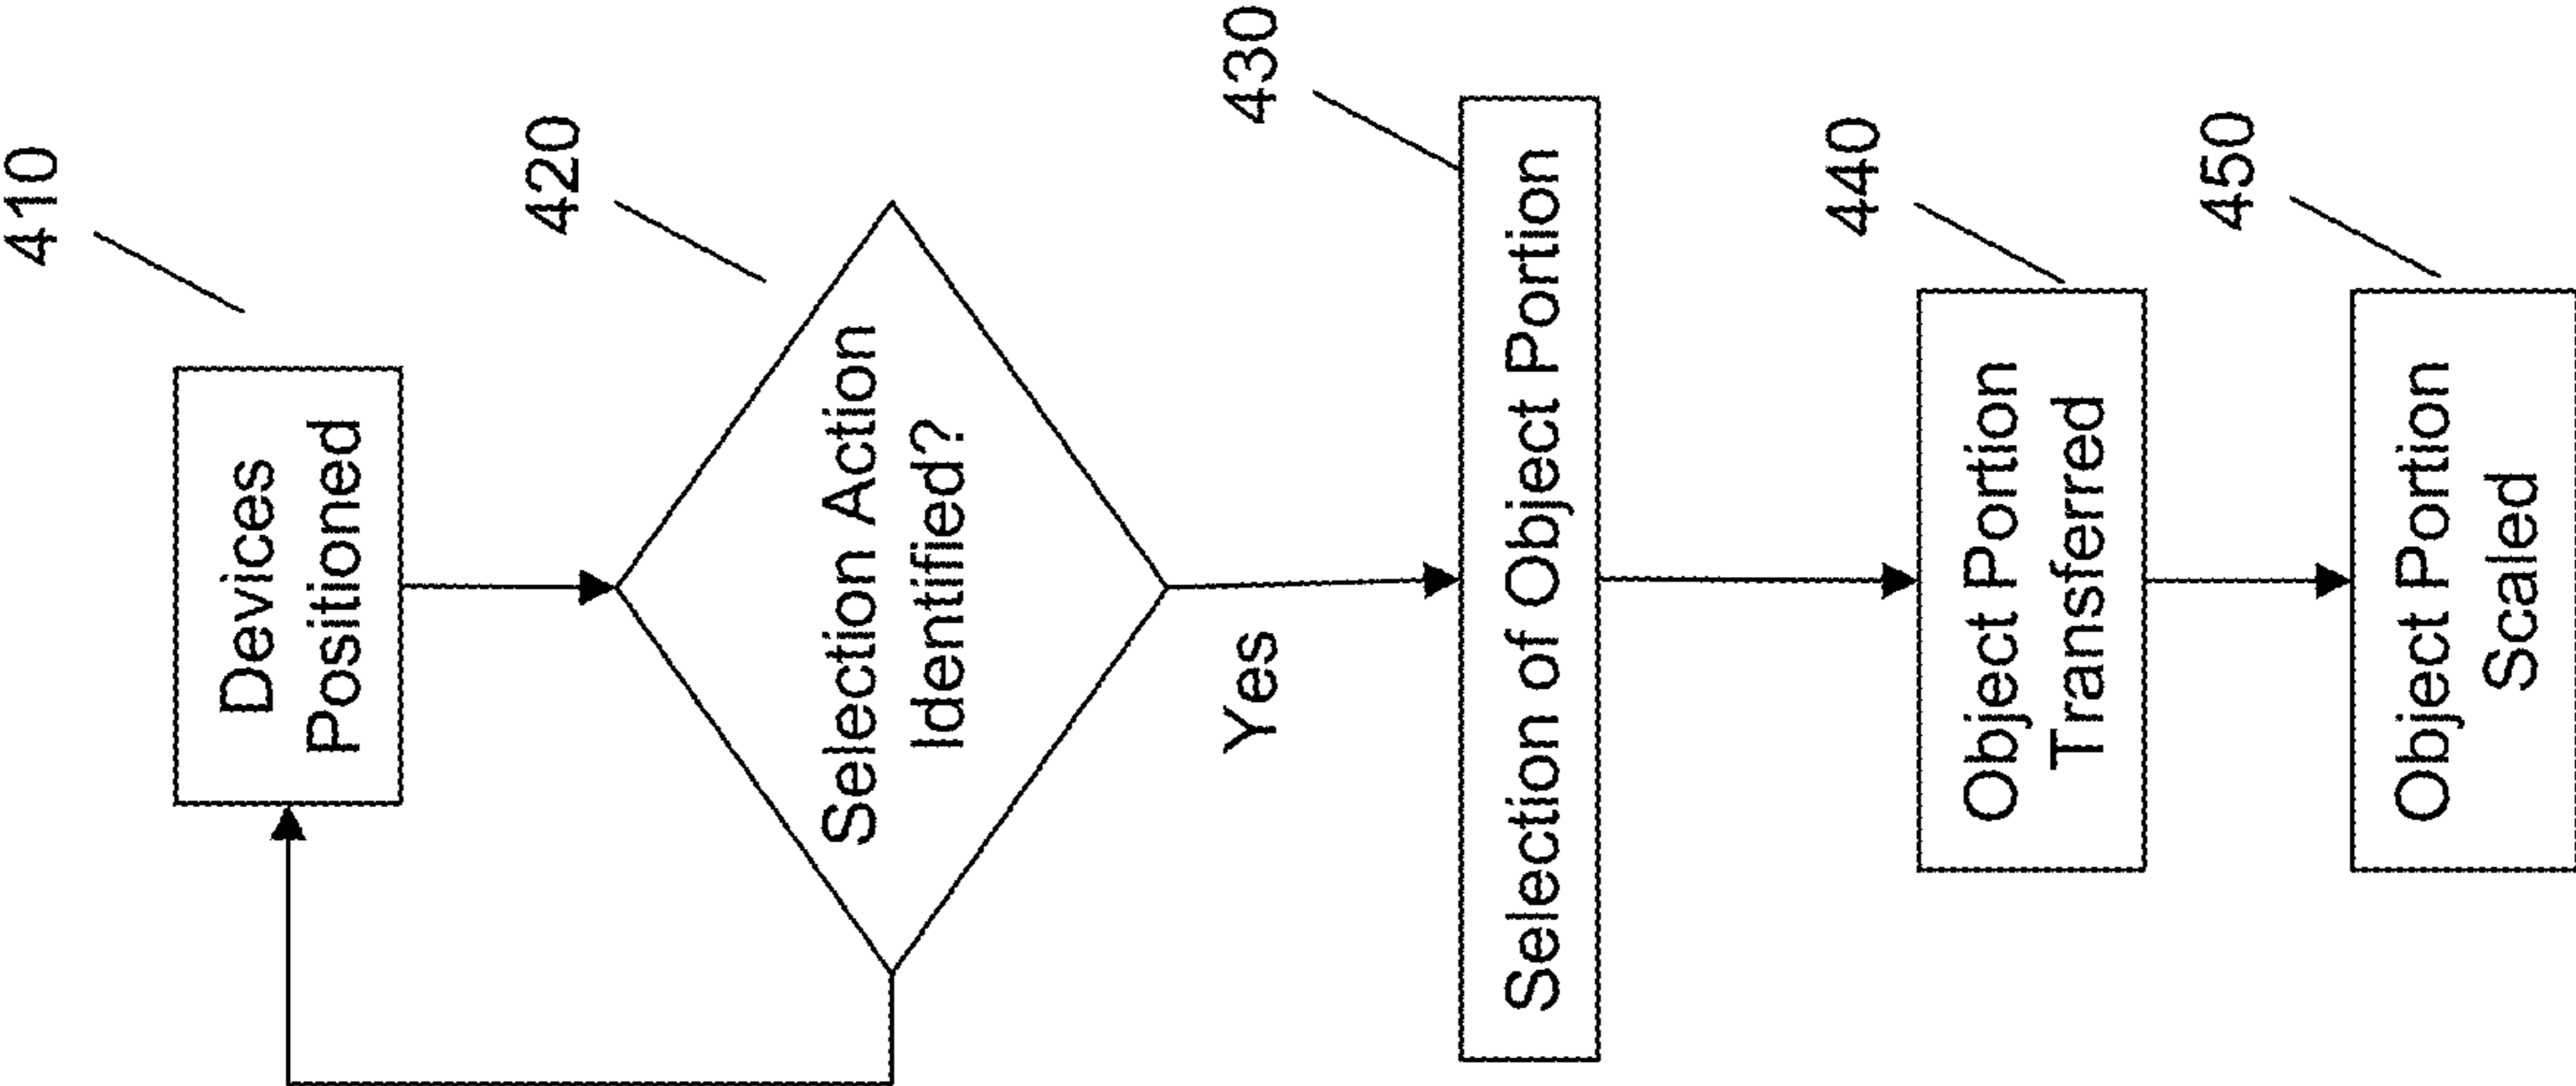 410
Devices
Positioned
420
Selection Action
Identified?
Yes
430
Selection of Object Portion
440
Object Portion
Transferred
450
Object Portion
Scaled